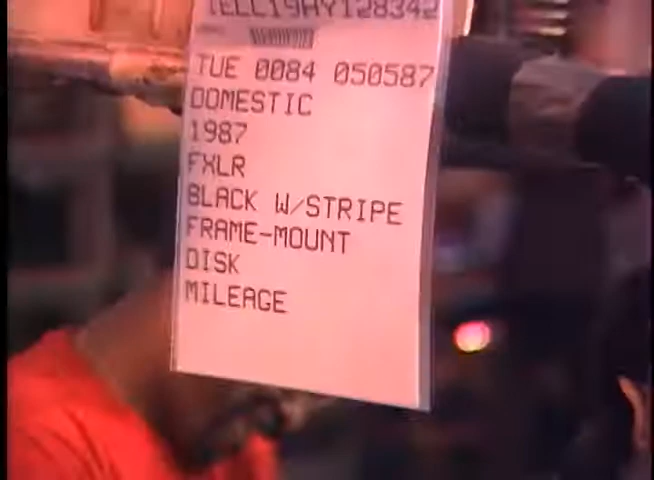 TUE 0084 050587
DOMESTIC
1987
FXLR
BLACK W/STRIPE
FRAME-MOUNT
DISK
MILEAGE